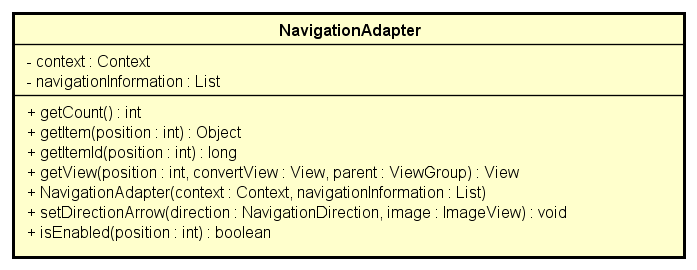 NavigationAdapter
- context : Context
- navigationInformation : List
+ getCount() : int
+ getItem(position : int) : Object
+ getItemId(position : int) : long
+ getView(position : int, convertView : View, parent : ViewGroup) : View
+ NavigationAdapter(context : Context, navigationInformation : List)
+ setDirectionArrow(direction : NavigationDirection, image : ImageView) : void
+ isEnabled(position : int) : boolean